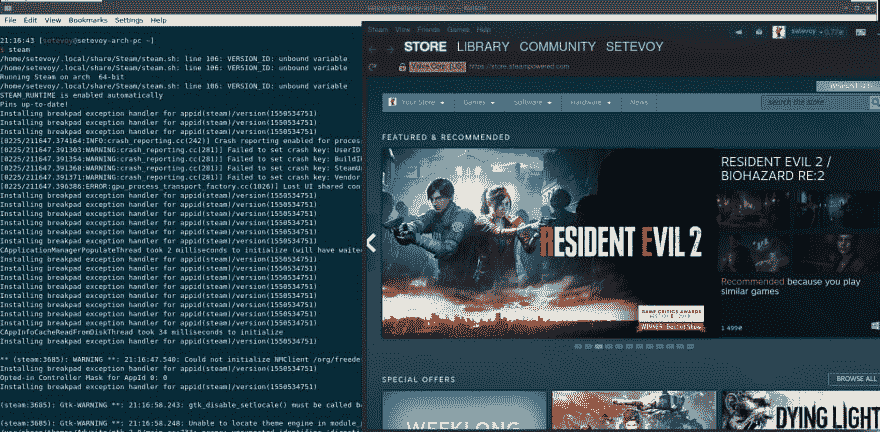 File Edit View Bookmarks Settings Help
21:16:43 [setevoy@setevoy-arch-pc ~]
$ steam
/home/setevoy/.local/share/Steam/steam.sh: line 106: VERSION_ID: unbound variable
/home/setevoy/.local/share/Steam/steam.sh: line 106: VERSION_ID: unbound variable
Running Steam on arch 64-bit
/home/setevoy/.local/share/Steam/steam.sh: line 106: VERSION_ID: unbound variable
STEAM_RUNTIME is enabled automatically
Pins up-to-date!
Installing breakpad exception handler for appid(steam)/version(1550534751)
Installing breakpad exception handler for appid(steam)/version(1550534751)
Installing breakpad exception handler for appid(steam)/version(1550534751)
[0225/211647.374164:INFO:crash_reporting.cc(242)] Crash reporting enabled for proces
[0225/211647.391303:WARNING:crash_reporting.cc(281)] Failed to set crash key: UserID
[0225/211647.391354:WARNING:crash_reporting.cc(281)] Failed to set crash key: BuildI
[0225/211647.391368:WARNING:crash_reporting.cc(281)] Failed to set crash key: SteamU
[0225/211647.391371:WARNING:crash_reporting.cc(281)] Failed to set crash key: Vendor
[0225/211647.396386:ERROR:gpu_process_transport_factory.cc(1026)] Lost UI shared con
Installing breakpad exception handler for appid(steam)/version(1550534751)
Installing breakpad exception handler for appid(steam)/version(1550534751)
Installing breakpad exception handler for appid(steam)/version(1550534751)
Installing breakpad exception handler for appid(steam)/version(1550534751)
Installing breakpad exception handler for appid(steam)/version(1550534751)
Installing breakpad exception handler for appid(steam)/version(1550534751)
CApplicationManagerPopulateThread took 2 milliseconds to initialize (will have waite
Installing breakpad exception handler for appid(steam)/version(1550534751)
Installing breakpad exception handler for appid(steam)/version(1550534751)
Installing breakpad exception handler for appid(steam)/version(1550534751)
Installing breakpad exception handler for appid(steam)/version(1550534751)
Installing breakpad exception handler for appid(steam)/version(1550534751)
Installing breakpad exception handler for appid(steam)/version(1550534751)
Installing breakpad exception handler for appid(steam)/version(1550534751)
Installing breakpad exception handler for appid(steam)/version(1550534751)
CAppInfoCacheReadFromDiskThread took 34 milliseconds to initialize
Installing breakpad exception handler for appid(steam)/version(1550534751)
** (steam:3685): WARNING **: 21:16:47.540: Could not initialize NMClient /org/freede
Installing breakpad exception handler for appid(steam)/version(1550534751)
Opted-in Controller Mask for AppId 0: 0
Installing breakpad exception handler for appid(steam)/version(1550534751)
(steam:3685): Gtk-WARNING **: 21:16:58.243: gtk_disable_setlocale() must be called b
(steam:3685): Gtk-WARNING **: 21:16:58.248: Unable to locate theme engine in module_
Steam View Friends Games Help
setevoy
STORE LIBRARY COMMUNITY SETEVOY
Valve Corp. [US] https://store.steampowered.com
Your Store Games Software Hardware News
search the store
FEATURED & RECOMMENDED
RESIDENT EVIL 2
GAME CRITICS AWARDS
RESIDENT EVIL 2 /
BIOHAZARD RE:2
Recommended because you play
similar games
1 499₴
SPECIAL OFFERS
BROWSE ALL
WEEKLONG
DYING LIGHT